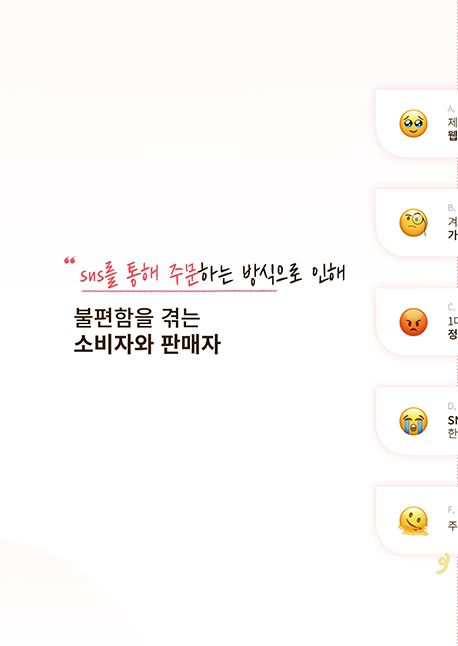 “ sns를 통해 주문하는 방식으로 인해
불편함을 겪는
소비자와 판매자
A,
제
웹
B,
겨
가
C,
정
D,
SN
한
F,
주